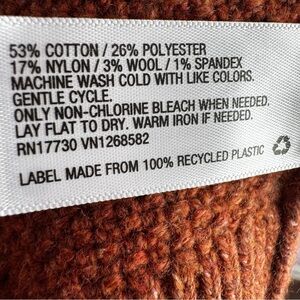 53% COTTON / 26% POLYESTER
17% NYLON / 3% WOOL / 1% SPANDEX
MACHINE WASH COLD WITH LIKE COLORS.
GENTLE CYCLE.
ONLY NON-CHLORINE BLEACH WHEN NEEDED.
LAY FLAT TO DRY. WARM IRON IF NEEDED.
RN17730 VN1268582
LABEL MADE FROM 100% RECYCLED PLASTIC